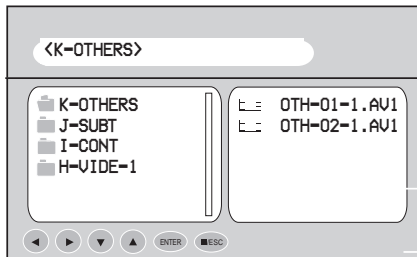 <K-OTHERS>
K-OTHERS
J-SUBT
I-CONT
H-VIDE-1
OTH-01-1.AV1
OTH-02-1.AV1
ENTER
■/ESC